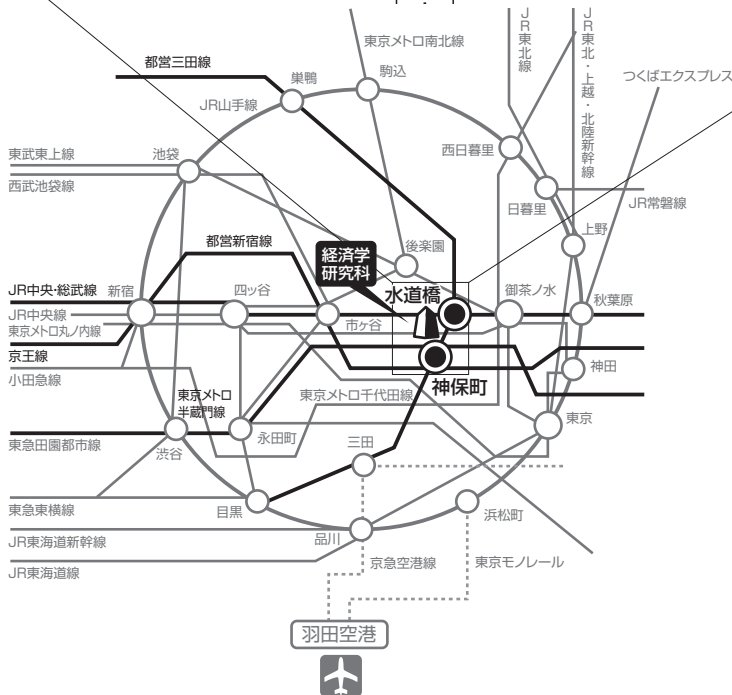 東京メトロ南北線
JR東北線
JR東北・上越・北陸新幹線
都営三田線
巣鴨
駒込
つくばエクスプレス
JR山手線
西日暮里
東武東上線
池袋
西武池袋線
日暮里
JR常磐線
上野
都営新宿線
経済学
研究科
後楽園
水道橋
JR中央・総武線
新宿
四ッ谷
御茶ノ水
秋葉原
JR中央線
東京メトロ丸ノ内線
市ヶ谷
京王線
小田急線
神田
神保町
東京メトロ
半蔵門線
東京メトロ千代田線
東京
東急田園都市線
渋谷
永田町
三田
東急東横線
目黒
浜松町
JR東海道新幹線
品川
JR東海道線
京急空港線
東京モノレール
羽田空港